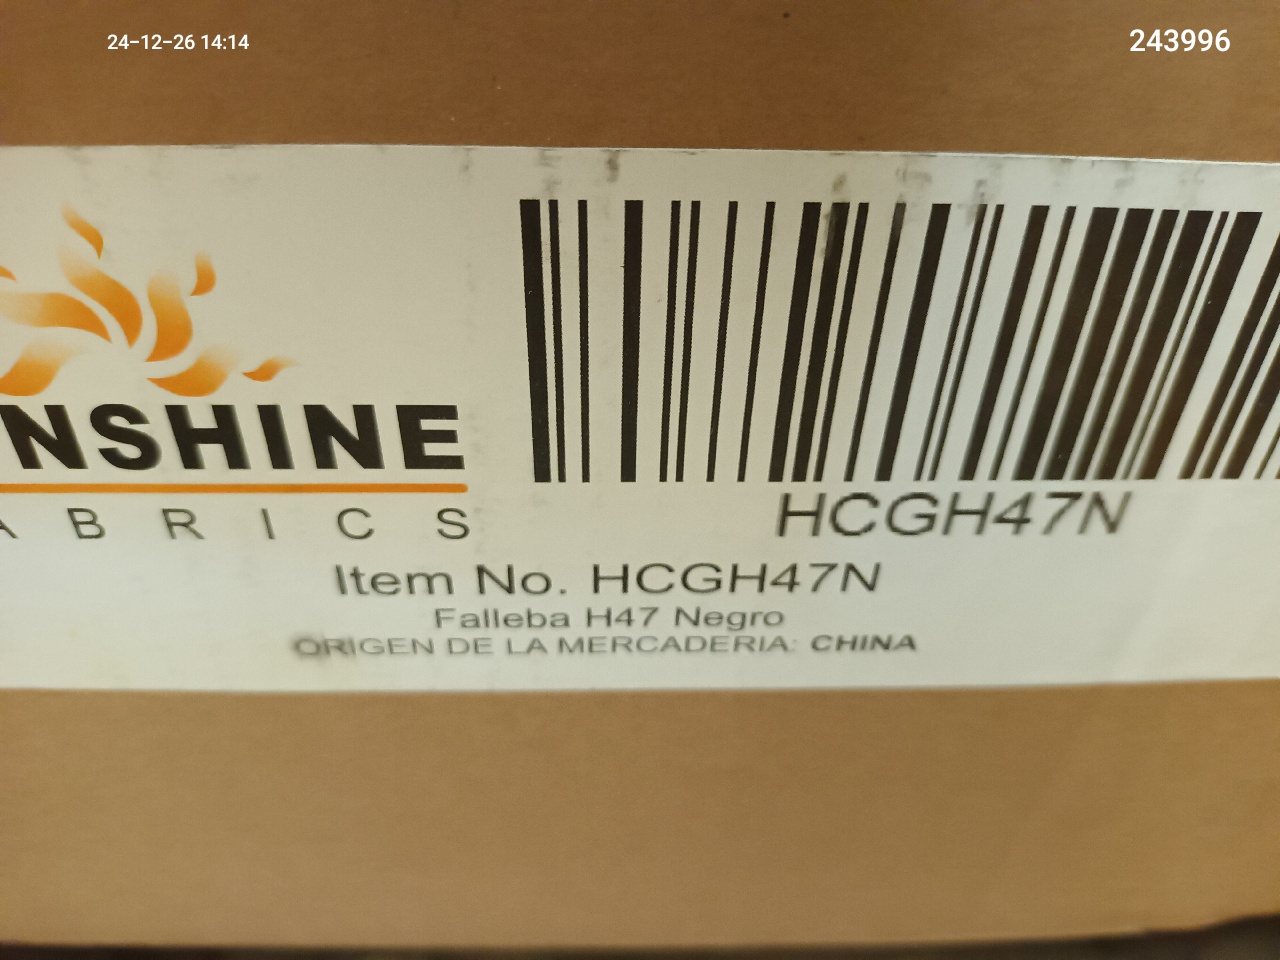 24-12-26 14:14
243996
NSHINE
ABRICS
HCGH47N
Item No. HCGH47N
Falleba H47 Negro
ORIGEN DE LA MERCADERIA: CHINA